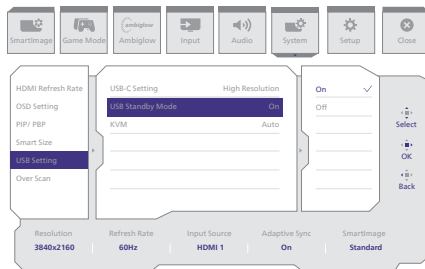 SmartImage
Game Mode
ambiglow
Ambiglow
Input
Audio
System
Setup
Close
HDMI Refresh Rate
OSD Setting
PIP/ PBP
Smart Size
USB Setting
Over Scan
USB-C Setting High Resolution
USB Standby Mode On
KVM Auto
On
Off
Select
OK
Back
Resolution Refresh Rate Input Source Adaptive Sync SmartImage
3840x2160 60Hz HDMI 1 On Standard